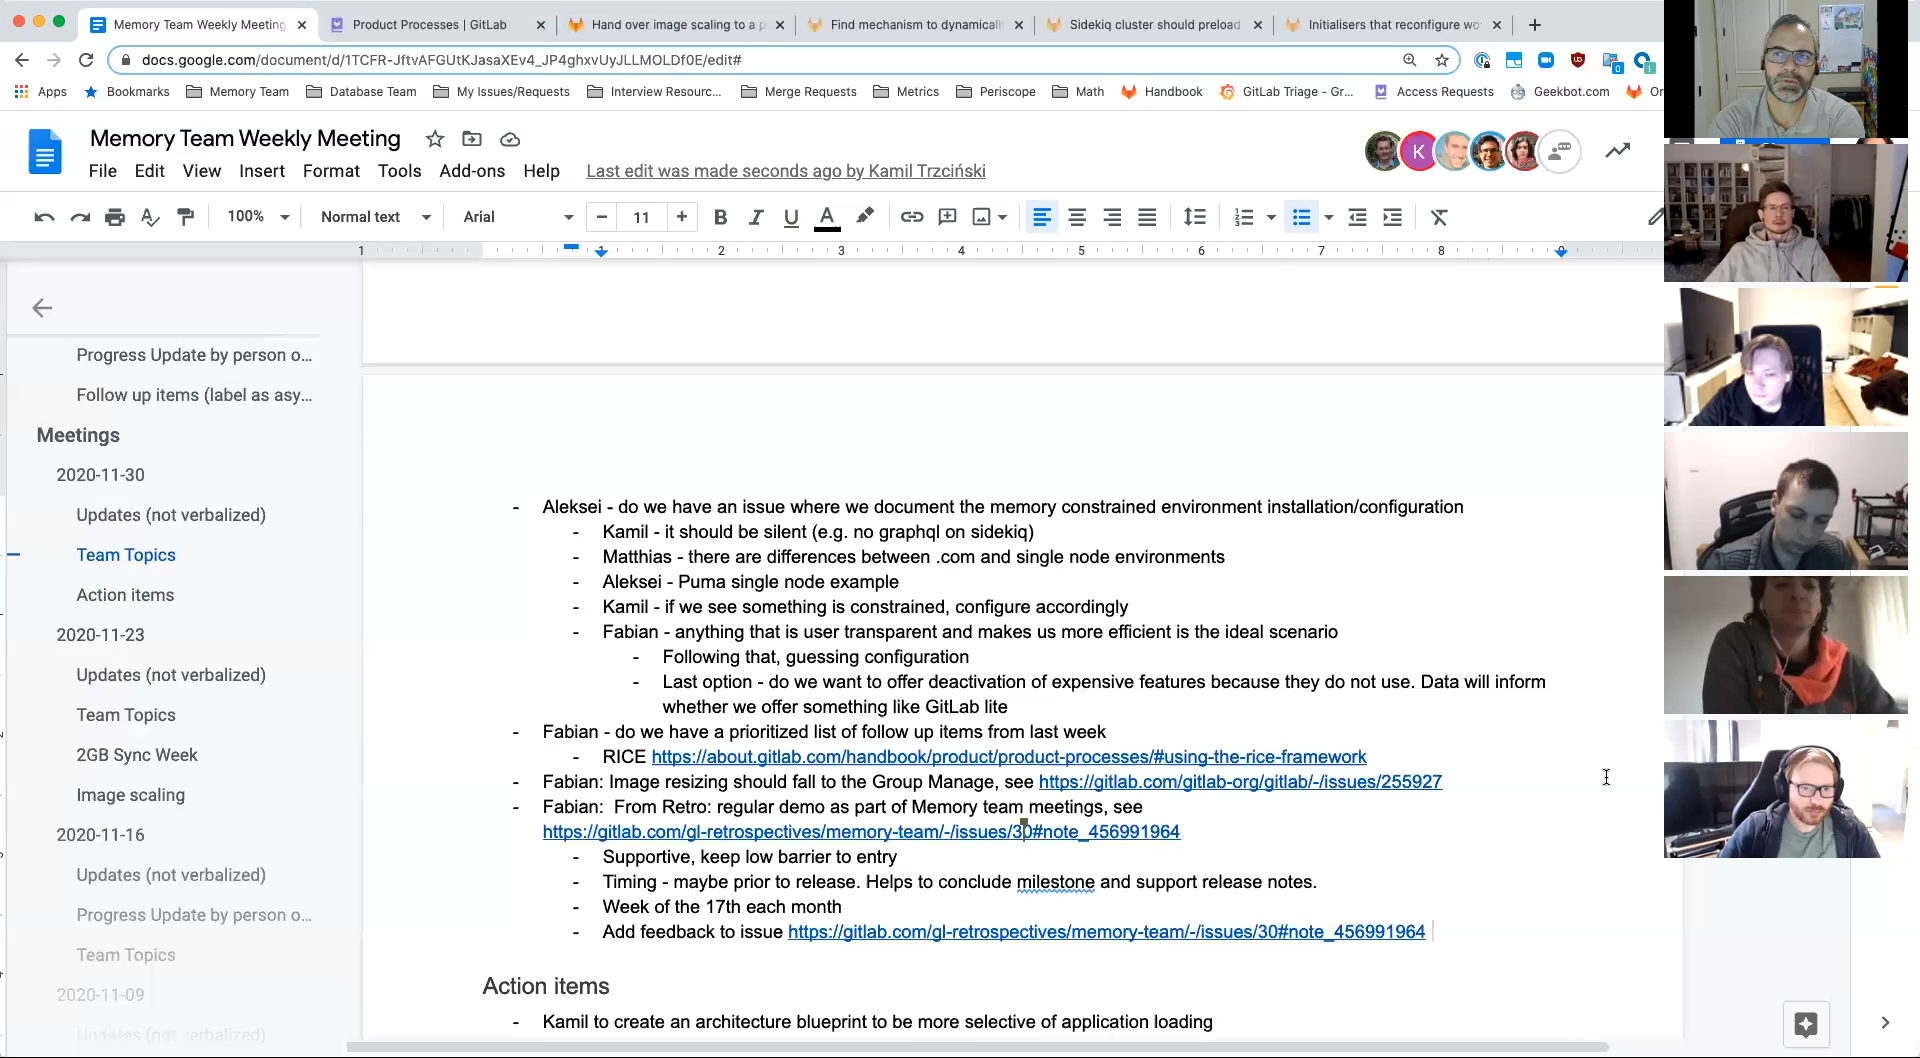 Memory Team Weekly Meeting
Product Processes | GitLab
Hand over image scaling to a p
Find mechanism to dynamically
Sidekiq cluster should preload
Initialisers that reconfigure wo
docs.google.com/document/d/1TCFR-JftvAFGUtKJasaXEv4_JP4ghxvUyJLLMOLDf0E/edit#
Apps
Bookmarks
Memory Team
Database Team
My Issues/Requests
Interview Resourc...
Merge Requests
Metrics
Periscope
Math
Handbook
GitLab Triage - Gr...
Access Requests
Geekbot.com
Memory Team Weekly Meeting
File Edit View Insert Format Tools Add-ons Help
Last edit was made seconds ago by Kamil Trzciński
K
100% Normal text Arial 11
1 1 2 3 4 5 6 7 8 9
Progress Update by person o...
Follow up items (label as asy...
Meetings
2020-11-30
Updates (not verbalized)
Team Topics
Action items
2020-11-23
Updates (not verbalized)
Team Topics
2GB Sync Week
Image scaling
2020-11-16
Updates (not verbalized)
Progress Update by person o...
Team Topics
2020-11-09
Updates (not verbalized)
- Aleksei - do we have an issue where we document the memory constrained environment installation/configuration
- Kamil - it should be silent (e.g. no graphql on sidekiq)
- Matthias - there are differences between .com and single node environments
- Aleksei - Puma single node example
- Kamil - if we see something is constrained, configure accordingly
- Fabian - anything that is user transparent and makes us more efficient is the ideal scenario
- Following that, guessing configuration
- Last option - do we want to offer deactivation of expensive features because they do not use. Data will inform
whether we offer something like GitLab lite
- Fabian - do we have a prioritized list of follow up items from last week
- RICE https://about.gitlab.com/handbook/product/product-processes/#using-the-rice-framework
- Fabian: Image resizing should fall to the Group Manage, see https://gitlab.com/gitlab-org/gitlab/-/issues/255927
- Fabian: From Retro: regular demo as part of Memory team meetings, see
https://gitlab.com/gl-retrospectives/memory-team/-/issues/30#note_456991964
- Supportive, keep low barrier to entry
- Timing - maybe prior to release. Helps to conclude milestone and support release notes.
- Week of the 17th each month
- Add feedback to issue https://gitlab.com/gl-retrospectives/memory-team/-/issues/30#note_456991964
Action items
- Kamil to create an architecture blueprint to be more selective of application loading